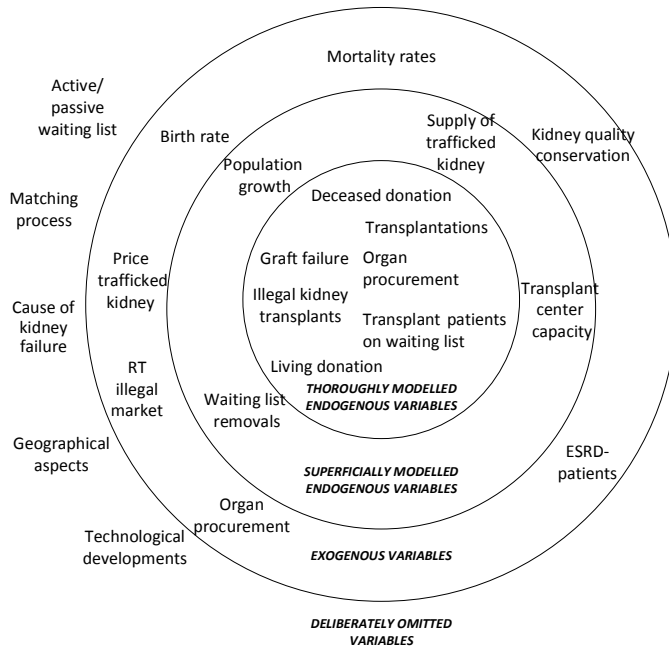 Mortality rates
Active/
passive
waiting list
Birth rate
Supply of
trafficked
kidney
Kidney quality
conservation
Population
growth
Deceased donation
Matching
process
Transplantations
Price
trafficked
kidney
Graft failure
Organ
procurement
Illegal kidney
transplants
Transplant
center
capacity
Cause of
kidney
failure
Transplant patients
on waiting list
RT
illegal
market
Living donation
THOROUGHLY MODELLED
ENDOGENOUS VARIABLES
Waiting list
removals
Geographical
aspects
ESRD-
patients
SUPERFICIALLY MODELLED
ENDOGENOUS VARIABLES
Organ
procurement
Technological
developments
EXOGENOUS VARIABLES
DELIBERATELY OMITTED
VARIABLES